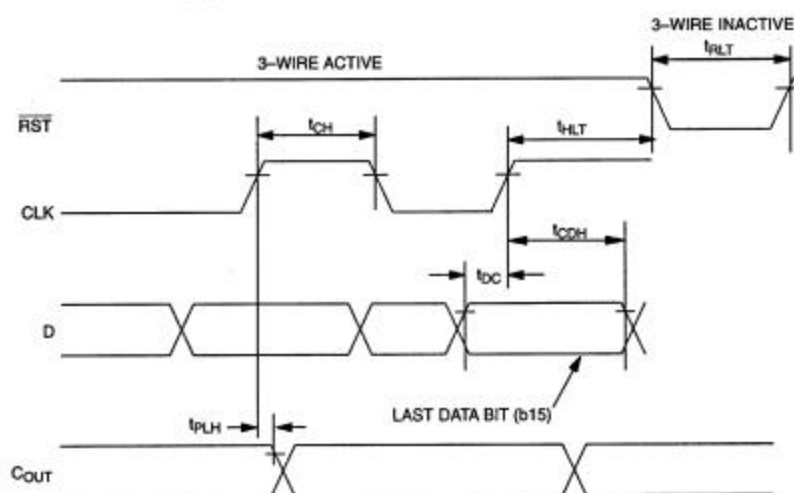 3–WIRE INACTIVE
tRLT
3–WIRE ACTIVE
RST
tCH
tHLT
CLK
tCDH
tDC
D
LAST DATA BIT (b15)
tPLH
COUT